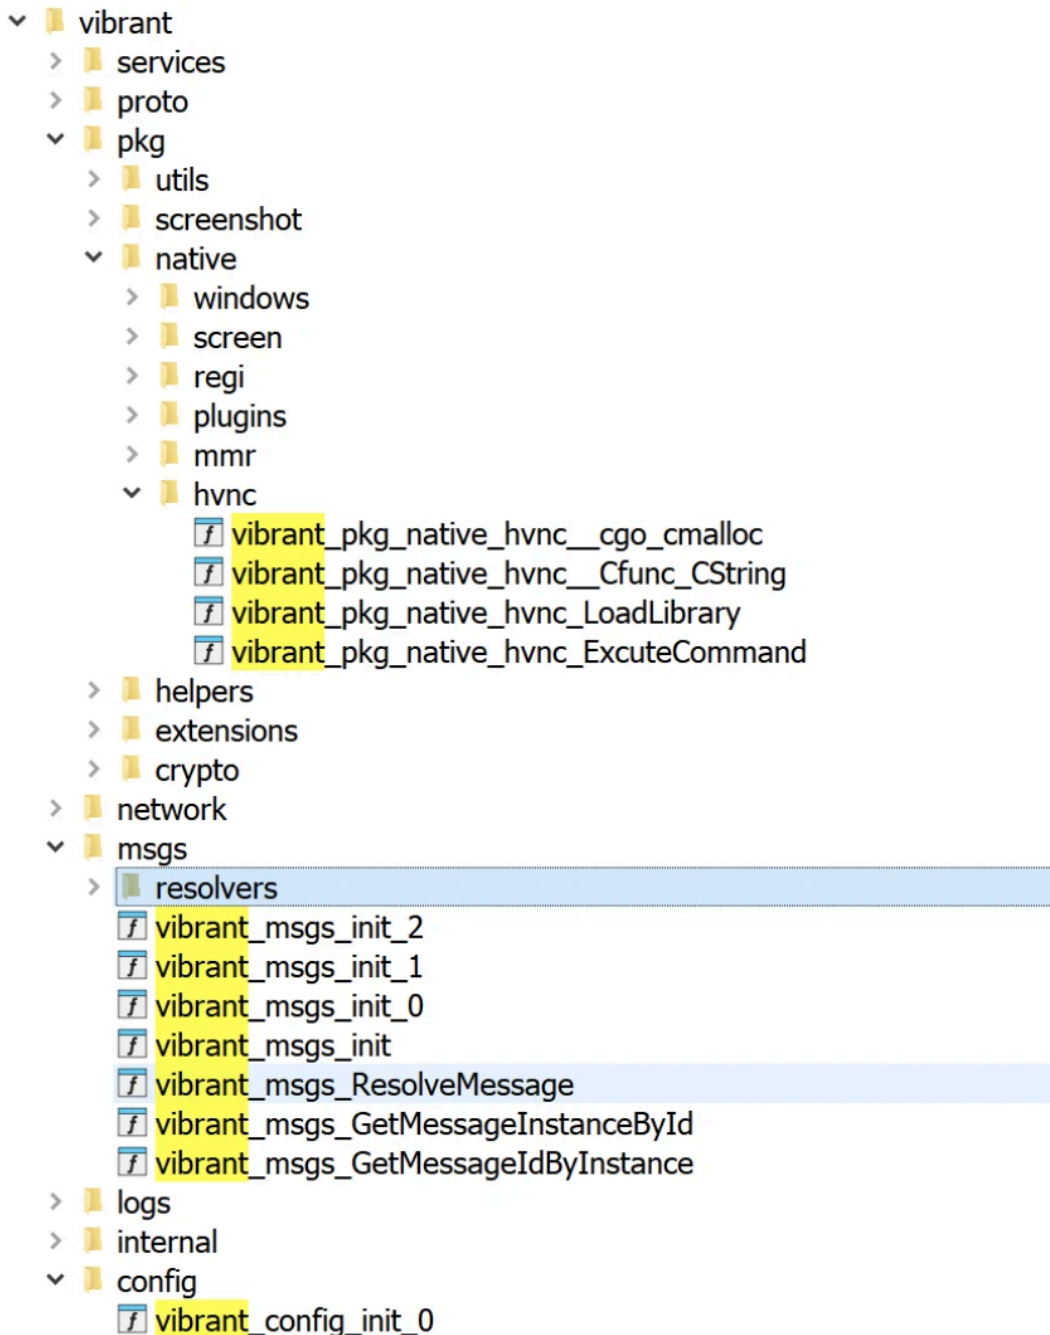 vibrant
services
proto
pkg
utils
screenshot
native
windows
screen
regi
plugins
mmr
hvnc
vibrant_pkg_native_hvnc__cgo_cmalloc
vibrant_pkg_native_hvnc__Cfunc_CString
vibrant_pkg_native_hvnc_LoadLibrary
vibrant_pkg_native_hvnc_ExcuteCommand
helpers
extensions
crypto
network
msgs
resolvers
vibrant_msgs_init_2
vibrant_msgs_init_1
vibrant_msgs_init_0
vibrant_msgs_init
vibrant_msgs_ResolveMessage
vibrant_msgs_GetMessageInstanceById
vibrant_msgs_GetMessageIdByInstance
logs
internal
config
vibrant_config_init_0